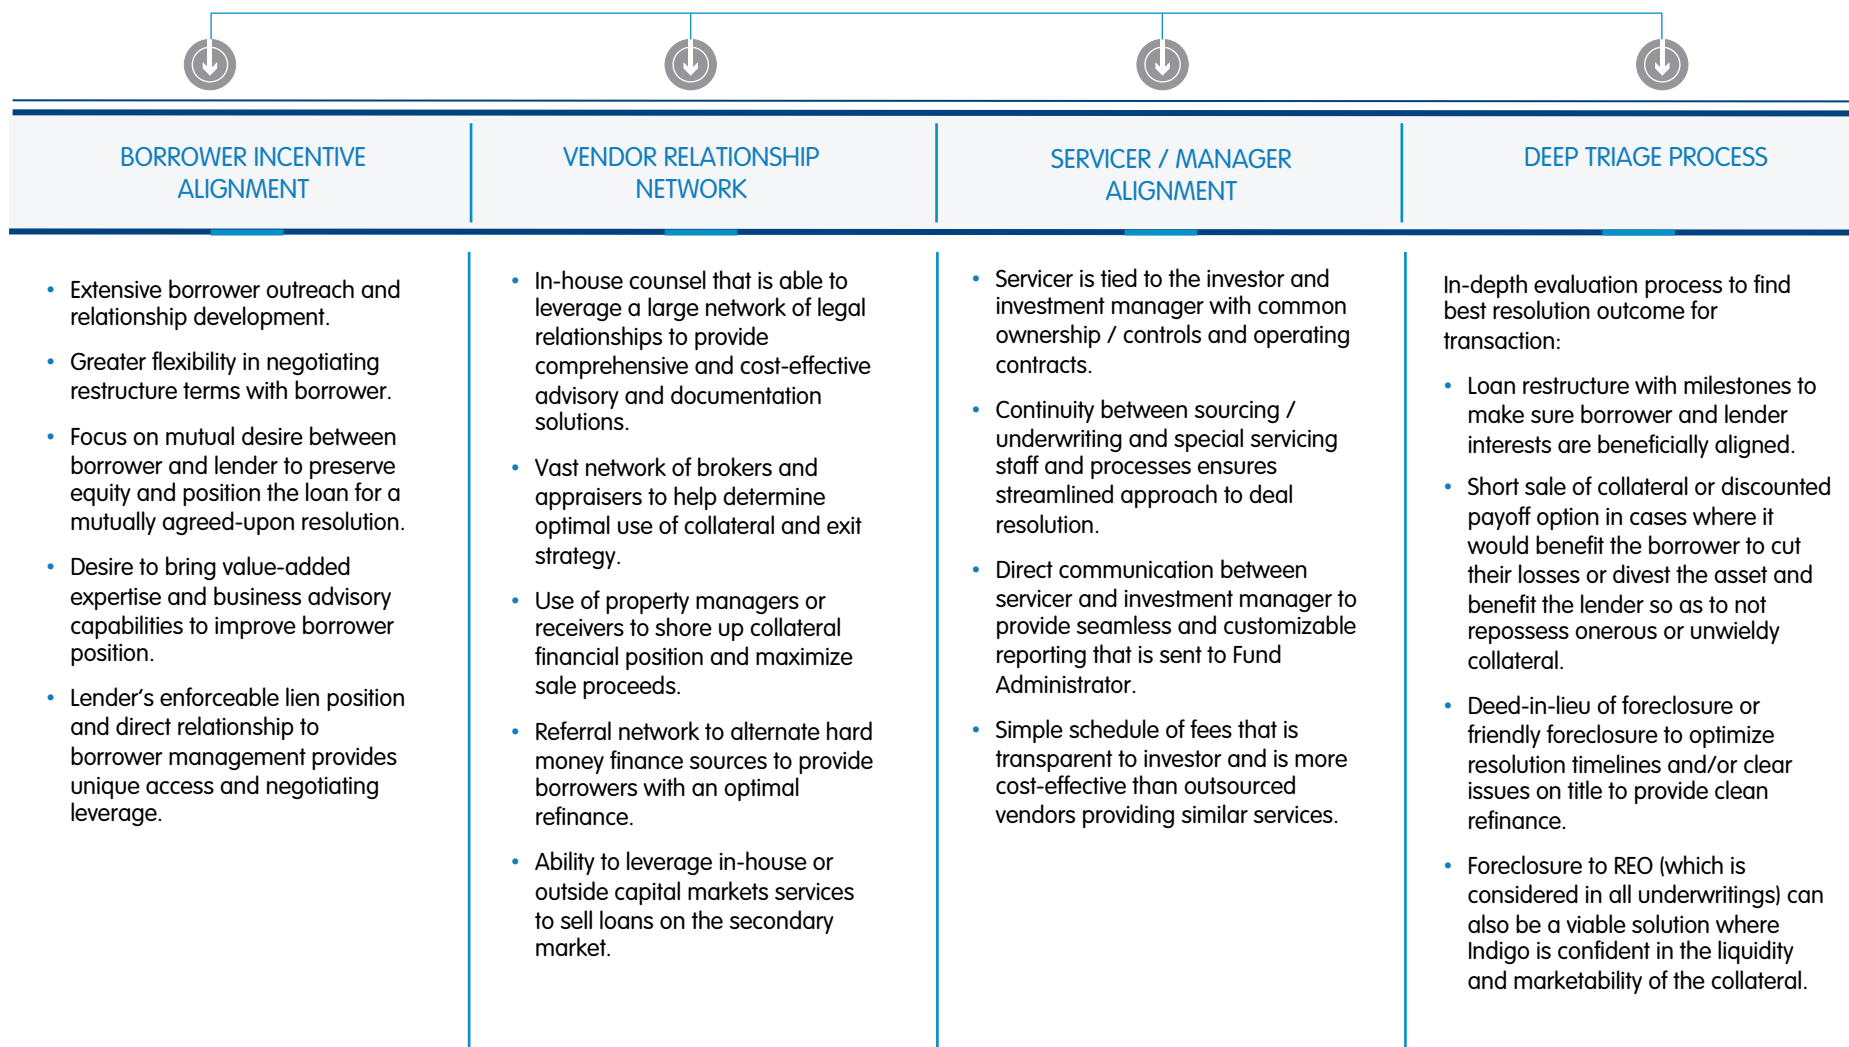 BORROWER INCENTIVE
ALIGNMENT
VENDOR RELATIONSHIP
NETWORK
SERVICER / MANAGER
ALIGNMENT
DEEP TRIAGE PROCESS
• Extensive borrower outreach and
relationship development.
• Greater flexibility in negotiating
restructure terms with borrower.
• Focus on mutual desire between
borrower and lender to preserve
equity and position the loan for a
mutually agreed-upon resolution.
• Desire to bring value-added
expertise and business advisory
capabilities to improve borrower
position.
• Lender’s enforceable lien position
and direct relationship to
borrower management provides
unique access and negotiating
leverage.
• In-house counsel that is able to
leverage a large network of legal
relationships to provide
comprehensive and cost-effective
advisory and documentation
solutions.
• Vast network of brokers and
appraisers to help determine
optimal use of collateral and exit
strategy.
• Use of property managers or
receivers to shore up collateral
financial position and maximize
sale proceeds.
• Referral network to alternate hard
money finance sources to provide
borrowers with an optimal
refinance.
• Ability to leverage in-house or
outside capital markets services
to sell loans on the secondary
market.
• Servicer is tied to the investor and
investment manager with common
ownership / controls and operating
contracts.
• Continuity between sourcing /
underwriting and special servicing
staff and processes ensures
streamlined approach to deal
resolution.
• Direct communication between
servicer and investment manager to
provide seamless and customizable
reporting that is sent to Fund
Administrator.
• Simple schedule of fees that is
transparent to investor and is more
cost-effective than outsourced
vendors providing similar services.
In-depth evaluation process to find
best resolution outcome for
transaction:
• Loan restructure with milestones to
make sure borrower and lender
interests are beneficially aligned.
• Short sale of collateral or discounted
payoff option in cases where it
would benefit the borrower to cut
their losses or divest the asset and
benefit the lender so as to not
repossess onerous or unwieldy
collateral.
• Deed-in-lieu of foreclosure or
friendly foreclosure to optimize
resolution timelines and/or clear
issues on title to provide clean
refinance.
• Foreclosure to REO (which is
considered in all underwritings) can
also be a viable solution where
Indigo is confident in the liquidity
and marketability of the collateral.